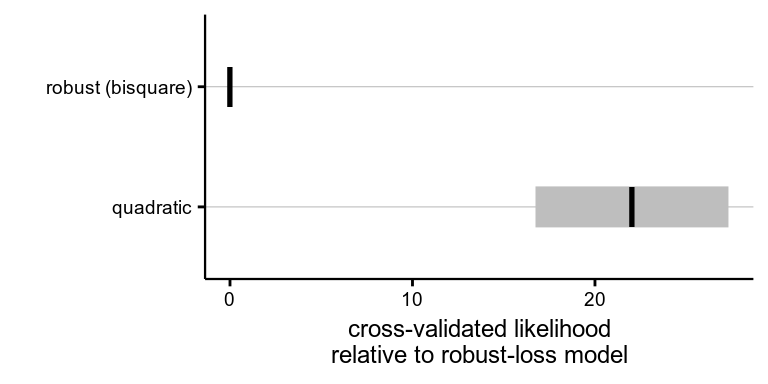 robust (bisquare)
quadratic
0 10 20
cross-validated likelihood
relative to robust-loss model